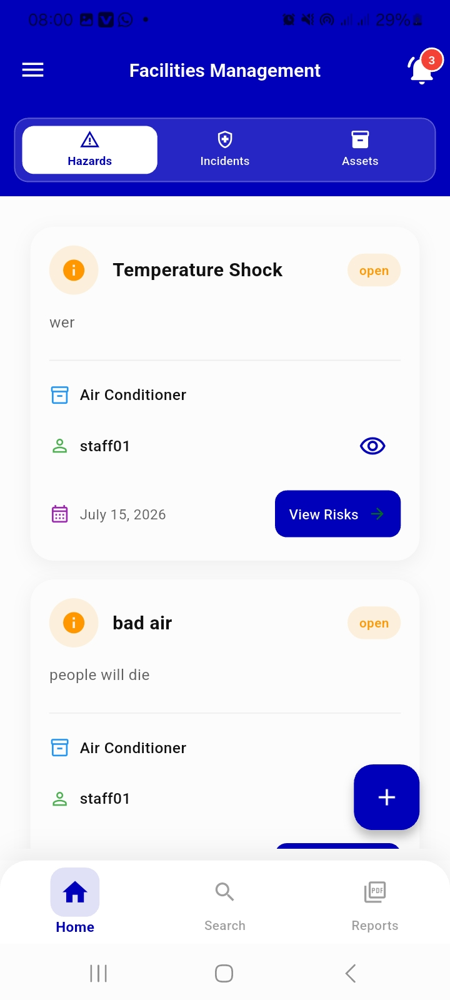 08:00
29%
Facilities Management
3
Hazards
Incidents
Assets
Temperature Shock
open
wer
Air Conditioner
staff01
July 15, 2026
View Risks
bad air
open
people will die
Air Conditioner
staff01
PDF
Home
Search
Reports